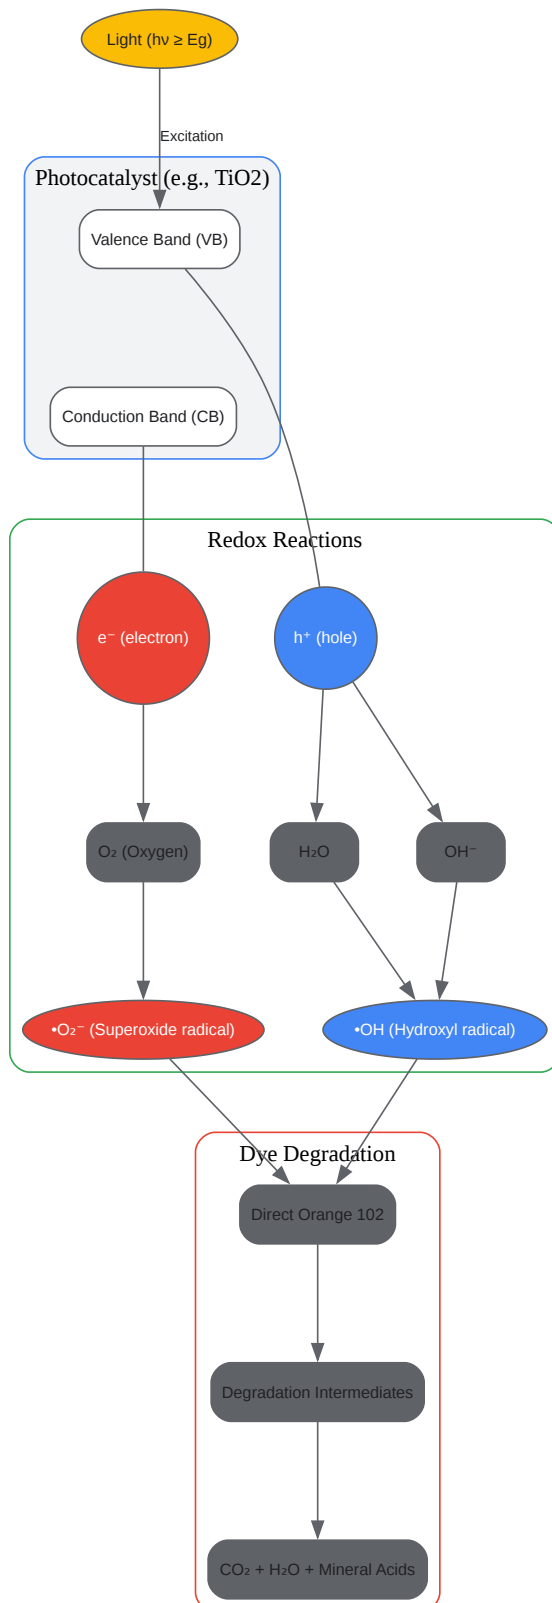 Light (hν ≥ Eg)
Excitation
Photocatalyst (e.g., TiO2)
Valence Band (VB)
Conduction Band (CB)
Redox Reactions
e⁻ (electron)
h⁺ (hole)
O₂ (Oxygen)
H₂O
OH⁻
•O₂⁻ (Superoxide radical)
•OH (Hydroxyl radical)
Dye Degradation
Direct Orange 102
Degradation Intermediates
CO₂ + H₂O + Mineral Acids